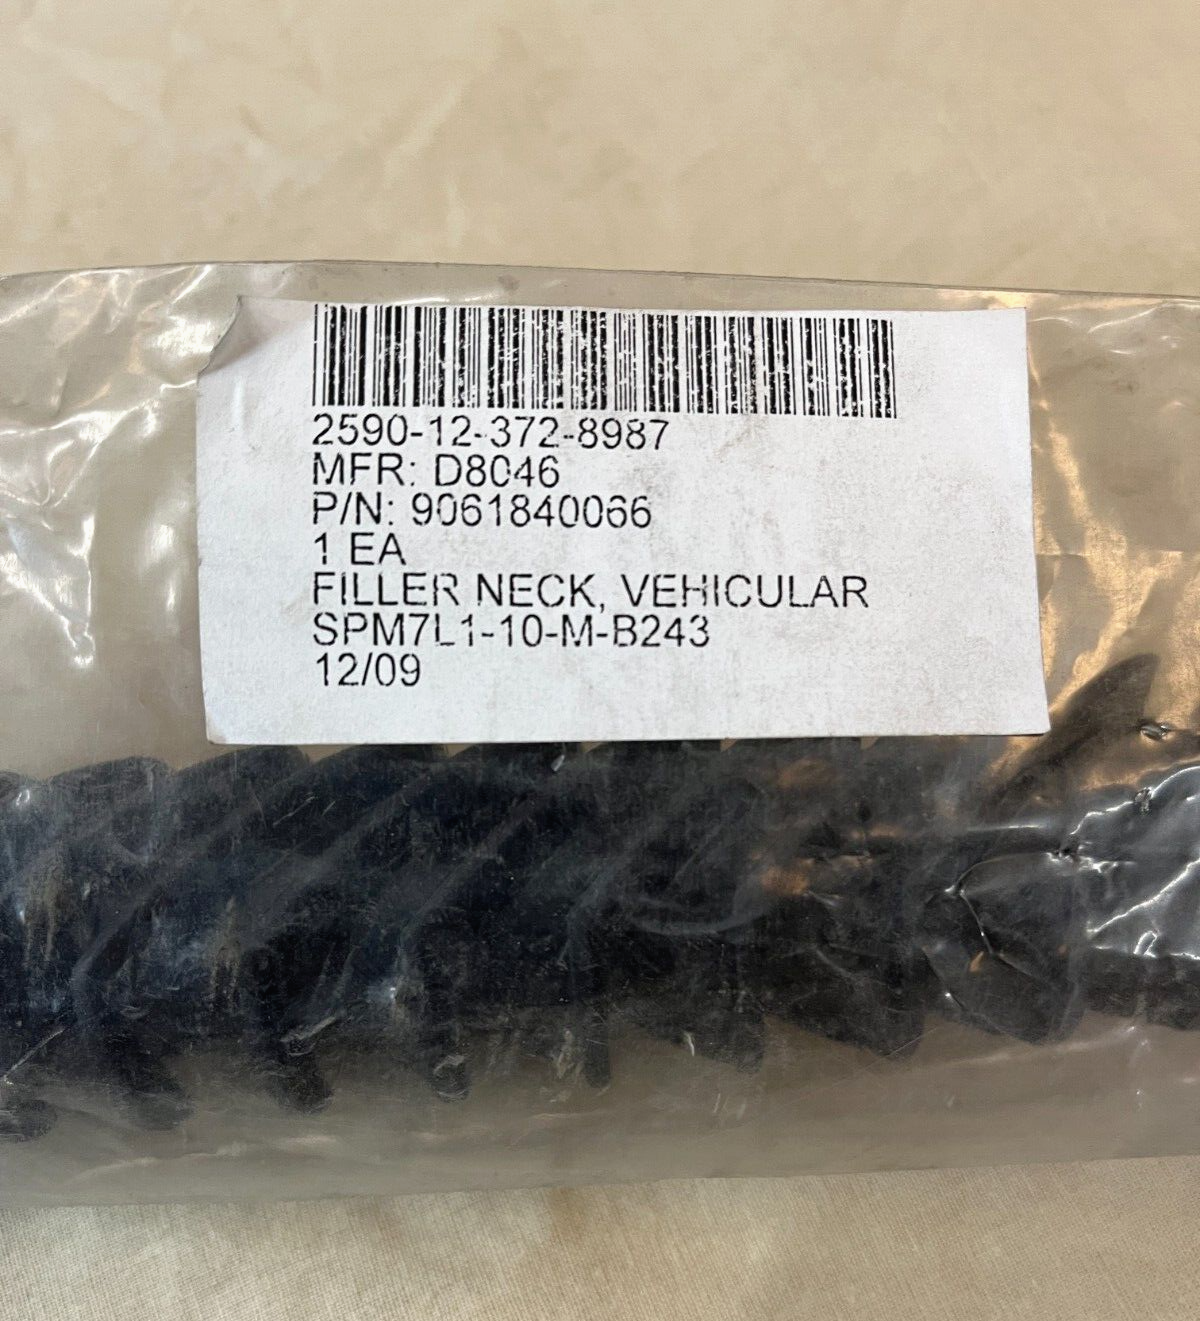 2590-12-372-8987
MFR: D8046
P/N: 9061840066
1 EA
FILLER NECK, VEHICULAR
SPM7L1-10-M-B243
12/09